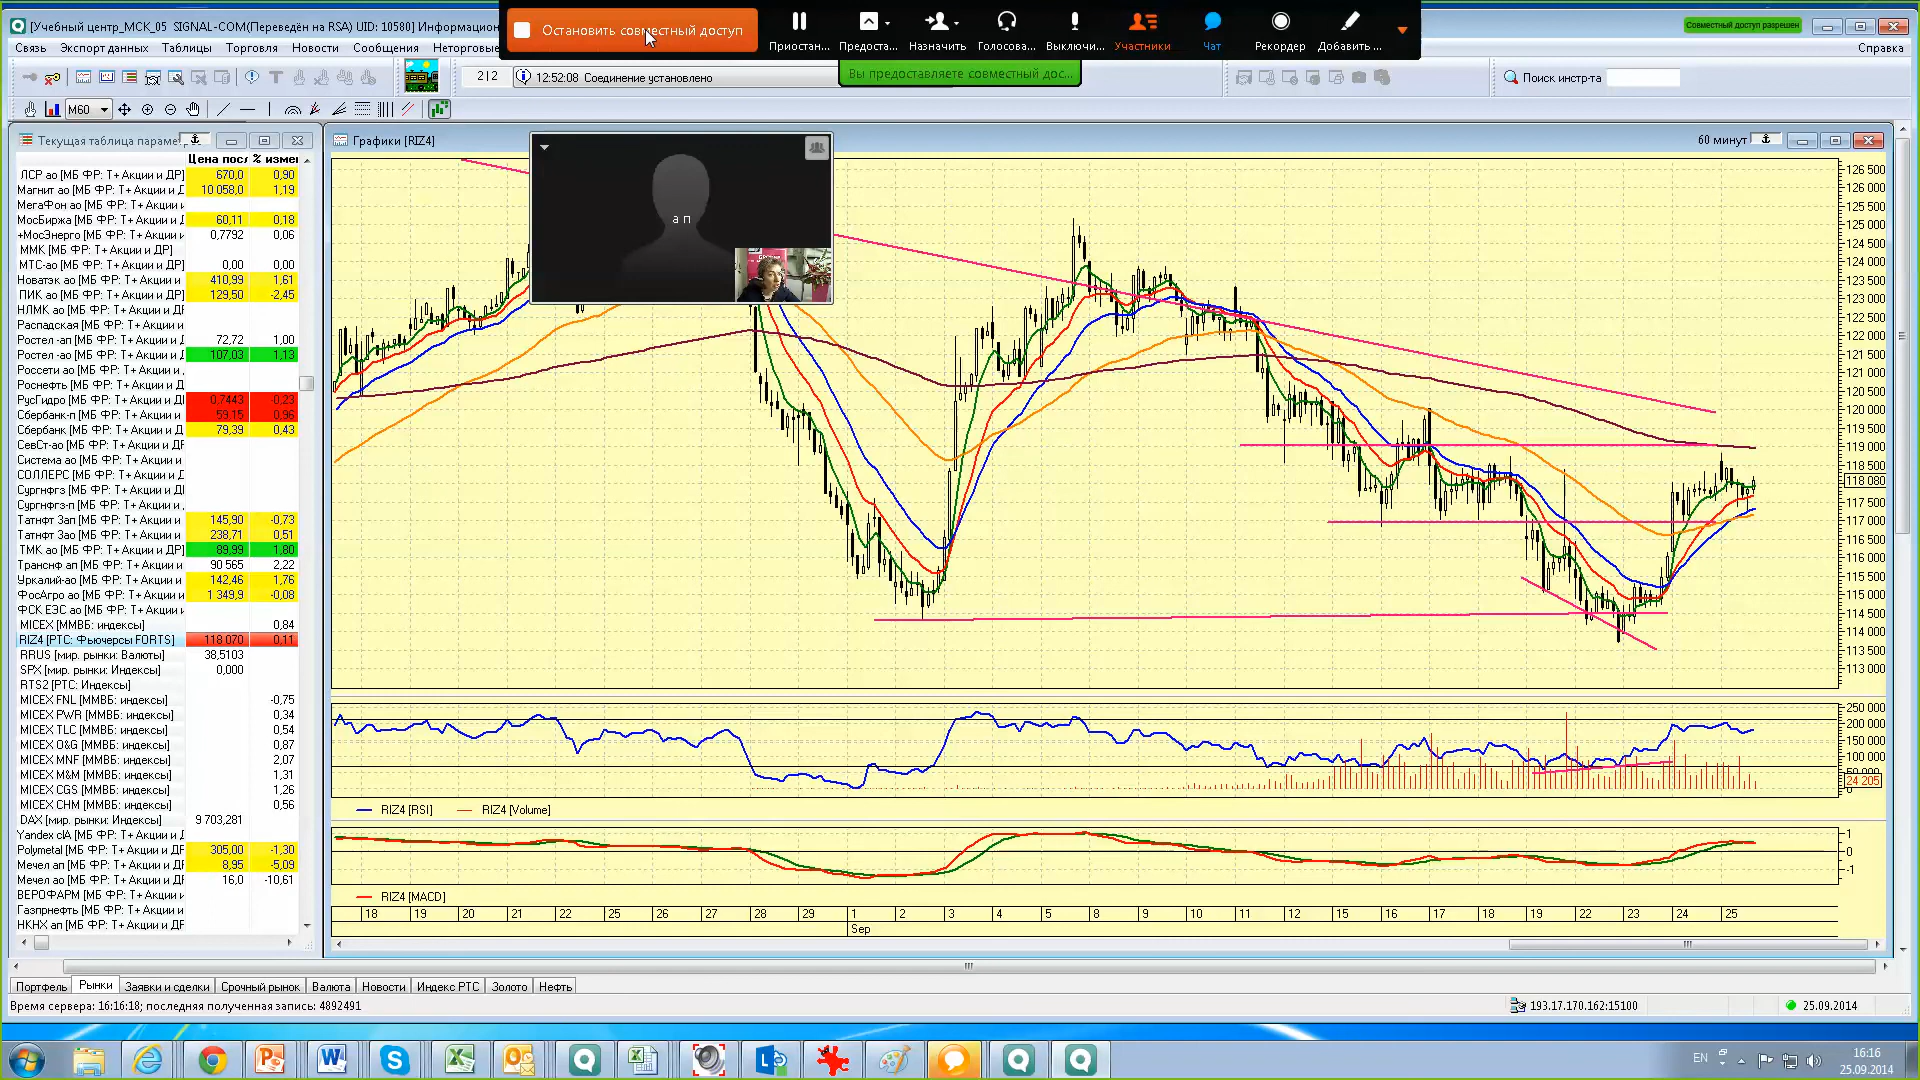 [Учебный центр_МСК_05 SIGNAL-COM(Переведён на RSA) UID: 10580] Информацион
Остановить совместный доступ
Приостан...
Предоста...
Назначить
Голосова...
Выключи...
Участники
Чат
Рекордер
Добавить ...
Совместный доступ разрешен
Связь Экспорт данных Таблицы Торговля Новости Сообщения Неторговые
Справка
Вы предоставляете совместный дос...
2|2
12:52:08 Соединение установлено
Поиск инстр-та
M60
Текущая таблица параме
Цена посл % измен
ЛСР ао [МБ ФР: Т+ Акции и ДР] 670,0 0,90
Магнит ао [МБ ФР: Т+ Акции и Д 10 058,0 1,19
МегаФон ао [МБ ФР: Т+ Акции и
МосБиржа [МБ ФР: Т+ Акции и Д 60,11 0,18
+МосЭнерго [МБ ФР: Т+ Акции и 0,7792 0,06
ММК [МБ ФР: Т+ Акции и ДР]
МТС-ао [МБ ФР: Т+ Акции и ДР] 0,00 0,00
Новатэк ао [МБ ФР: Т+ Акции и 410,99 1,61
ПИК ао [МБ ФР: Т+ Акции и ДР] 129,50 -2,45
НЛМК ао [МБ ФР: Т+ Акции и ДР
Распадская [МБ ФР: Т+ Акции и
Ростел -ап [МБ ФР: Т+ Акции и 72,72 1,00
Ростел -ао [МБ ФР: Т+ Акции и 107,03 1,13
Россети ао [МБ ФР: Т+ Акции и
Роснефть [МБ ФР: Т+ Акции и Д
РусГидро [МБ ФР: Т+ Акции и ДІ 0,7443 -0,23
Сбербанк-п [МБ ФР: Т+ Акции и 59,15 0,96
Сбербанк [МБ ФР: Т+ Акции и Д 79,39 0,43
СевСт-ао [МБ ФР: Т+ Акции и ДР
Система ао [МБ ФР: Т+ Акции и
СОЛЛЕРС [МБ ФР: Т+ Акции и Д
Сургнфгз [МБ ФР: Т+ Акции и ДІ
Сургнфгз-п [МБ ФР: Т+ Акции и
Татнфт 3ап [МБ ФР: Т+ Акции и 145,90 -0,73
Татнфт 3ао [МБ ФР: Т+ Акции и 238,71 0,51
ТМК ао [МБ ФР: Т+ Акции и ДР] 89,99 1,80
Транснф ап [МБ ФР: Т+ Акции и 90 565 2,22
Уркалий-ао [МБ ФР: Т+ Акции и 142,46 1,76
ФосАгро ао [МБ ФР: Т+ Акции и 1 349,9 -0,08
ФСК ЕЭС ао [МБ ФР: Т+ Акции и
MICEX [ММВБ: индексы] 0,84
RIZ4 [РТС: Фьючерсы FORTS] 118 070 0,11
RRUS [мир. рынки: Валюты] 38,5103
SPX [мир. рынки: Индексы] 0,000
RTS2 [РТС: Индексы]
MICEX FNL [ММВБ: индексы] -0,75
MICEX PWR [ММВБ: индексы] 0,34
MICEX TLC [ММВБ: индексы] 0,54
MICEX O&G [ММВБ: индексы] 0,87
MICEX MNF [ММВБ: индексы] 2,07
MICEX M&M [ММВБ: индексы] 1,31
MICEX CGS [ММВБ: индексы] 1,26
MICEX CHM [ММВБ: индексы] 0,56
DAX [мир. рынки: Индексы] 9 703,281
Yandex clA [МБ ФР: Т+ Акции и Д
Polymetal [МБ ФР: Т+ Акции и Д 305,00 -1,30
Мечел ап [МБ ФР: Т+ Акции и ДР 8,95 -5,09
Мечел ао [МБ ФР: Т+ Акции и ДР 16,0 -10,61
ВЕРОФАРМ [МБ ФР: Т+ Акции и
Газпрнефть [МБ ФР: Т+ Акции и
НКНХ ап [МБ ФР: Т+ Акции и ДР
Графики [RIZ4]
60 минут
а п
126 500
126 000
125 500
125 000
124 500
124 000
123 500
123 000
122 500
122 000
121 500
121 000
120 500
120 000
119 500
119 000
118 500
118 080
117 500
117 000
116 500
116 000
115 500
115 000
114 500
114 000
113 500
113 000
250 000
200 000
150 000
100 000
50 000
24 205
0
RIZ4 [RSI] RIZ4 [Volume]
1
0
-1
RIZ4 [MACD]
18 19 20 21 22 25 26 27 28 29 1 2 3 4 5 8 9 10 11 12 15 16 17 18 19 22 23 24 25
Sep
Портфель Рынки Заявки и сделки Срочный рынок Валюта Новости Индекс РТС Золото Нефть
Время сервера: 16:16:18; последняя полученная запись: 4892491
193.17.170.162:15100
25.09.2014
EN
16:16
25.09.2014